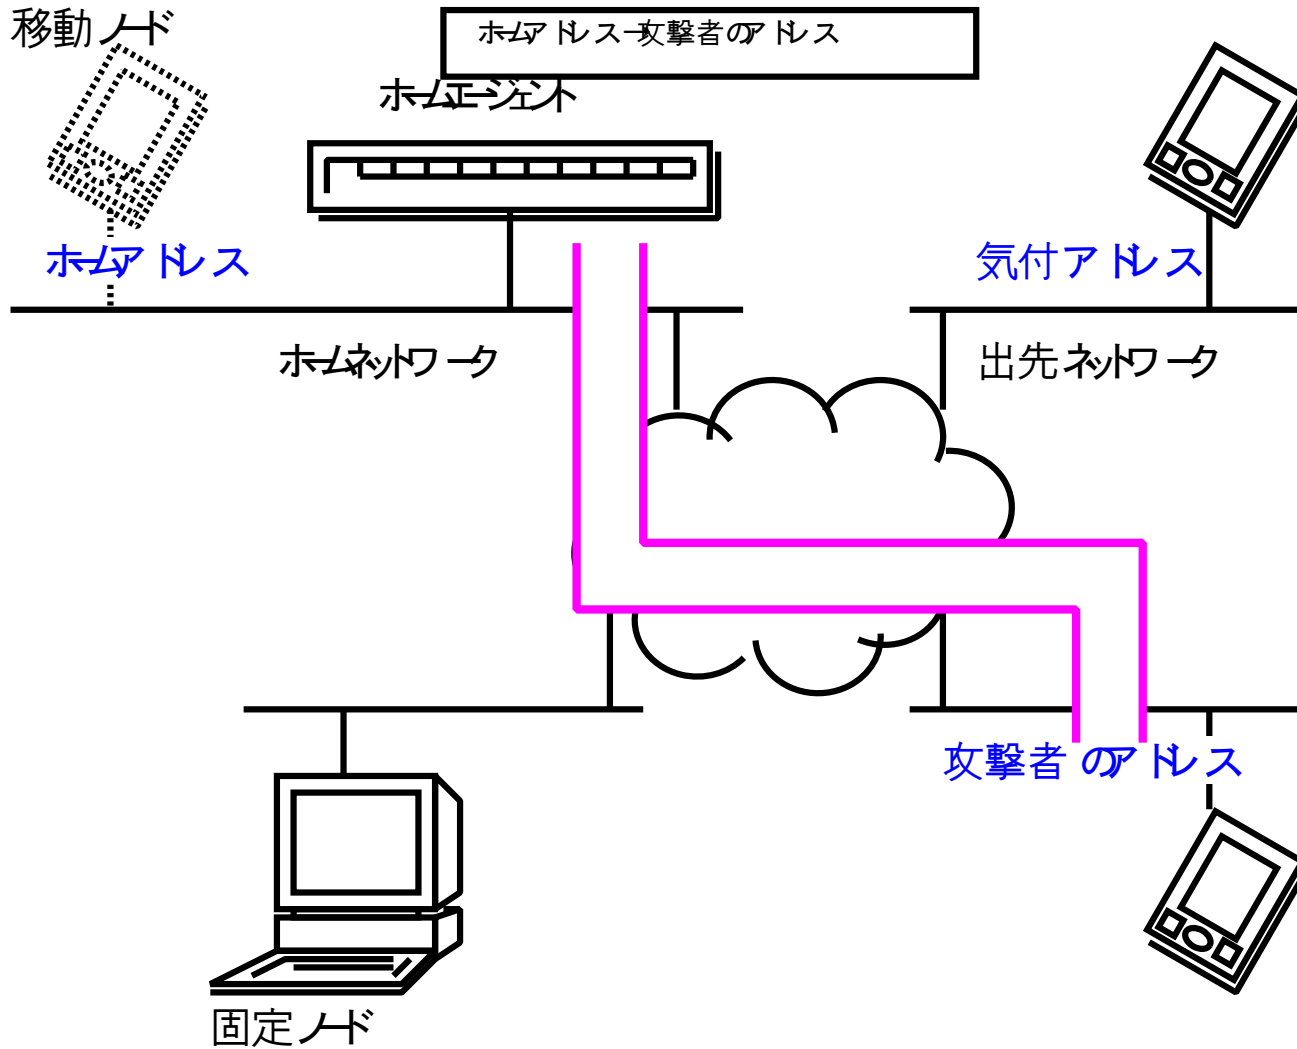 移動ノード
ホームアドレス→攻撃者のアドレス
ホームエージェント
ホームアドレス
気付アドレス
ホームネットワーク
出先ネットワーク
攻撃者のアドレス
固定ノード